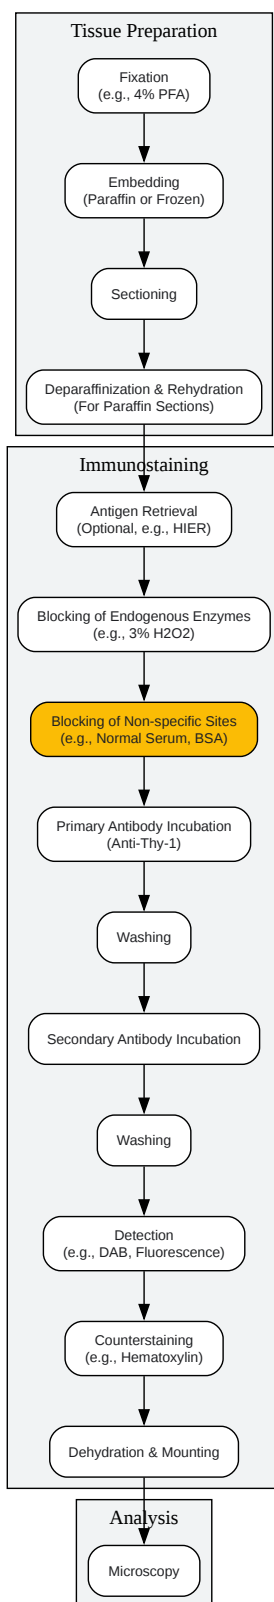 Tissue Preparation
Fixation
(e.g., 4% PFA)
Embedding
(Paraffin or Frozen)
Sectioning
Deparaffinization & Rehydration
(For Paraffin Sections)
Immunostaining
Antigen Retrieval
(Optional, e.g., HIER)
Blocking of Endogenous Enzymes
(e.g., 3% H2O2)
Blocking of Non-specific Sites
(e.g., Normal Serum, BSA)
Primary Antibody Incubation
(Anti-Thy-1)
Washing
Secondary Antibody Incubation
Washing
Detection
(e.g., DAB, Fluorescence)
Counterstaining
(e.g., Hematoxylin)
Dehydration & Mounting
Analysis
Microscopy